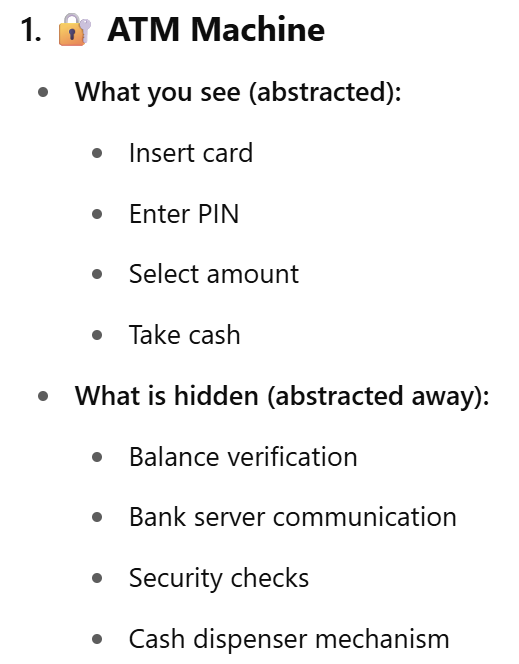 1. 🔐 ATM Machine
• What you see (abstracted):
• Insert card
• Enter PIN
• Select amount
• Take cash
• What is hidden (abstracted away):
• Balance verification
• Bank server communication
• Security checks
• Cash dispenser mechanism